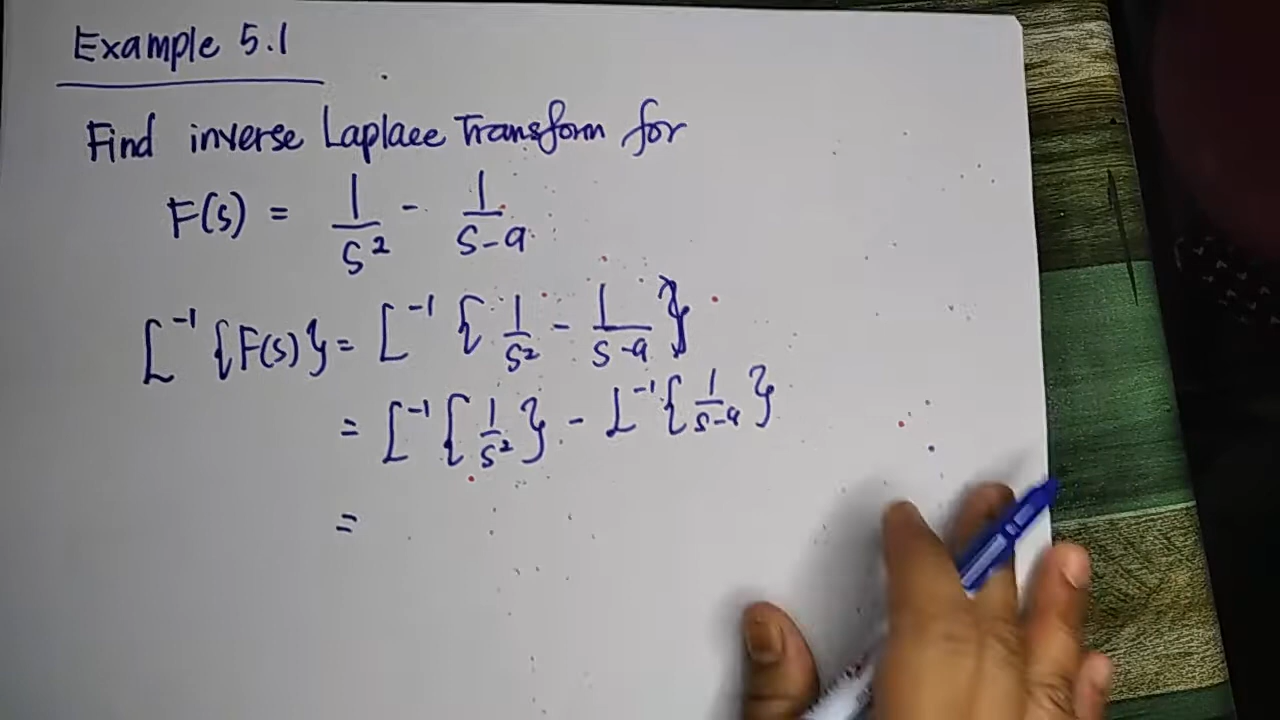 Example 5.1
Find inverse Laplace Transform for
F(s) = 1/s² - 1/s-a
L⁻¹{F(s)} = L⁻¹{1/s² - 1/s-a}
= L⁻¹{1/s²} - L⁻¹{1/s-a}
=